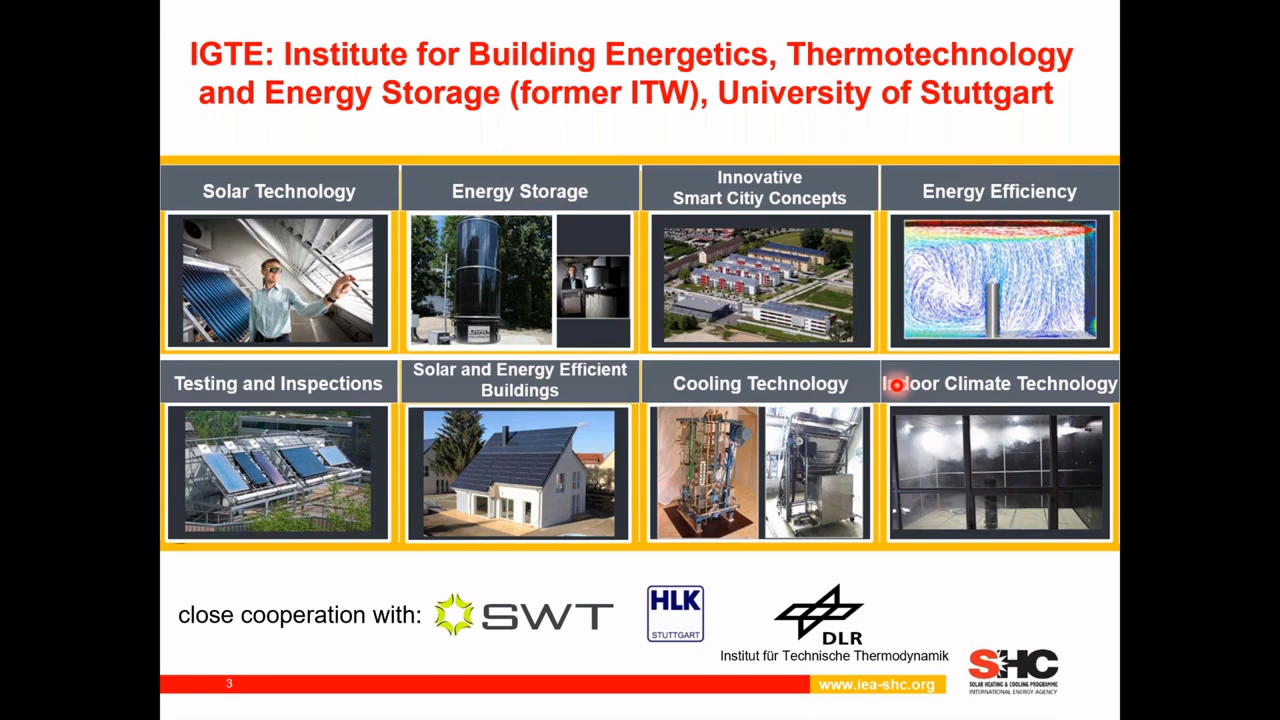 IGTE: Institute for Building Energetics, Thermotechnology
and Energy Storage (former ITW), University of Stuttgart
Solar Technology
Energy Storage
Innovative
Smart Citiy Concepts
Energy Efficiency
Testing and Inspections
Solar and Energy Efficient
Buildings
Cooling Technology
Indoor Climate Technology
close cooperation with:
SWT
HLK
STUTTGART
DLR
Institut für Technische Thermodynamik
SHC
SOLAR HEATING & COOLING PROGRAMME
INTERNATIONAL ENERGY AGENCY
3
www.iea-shc.org